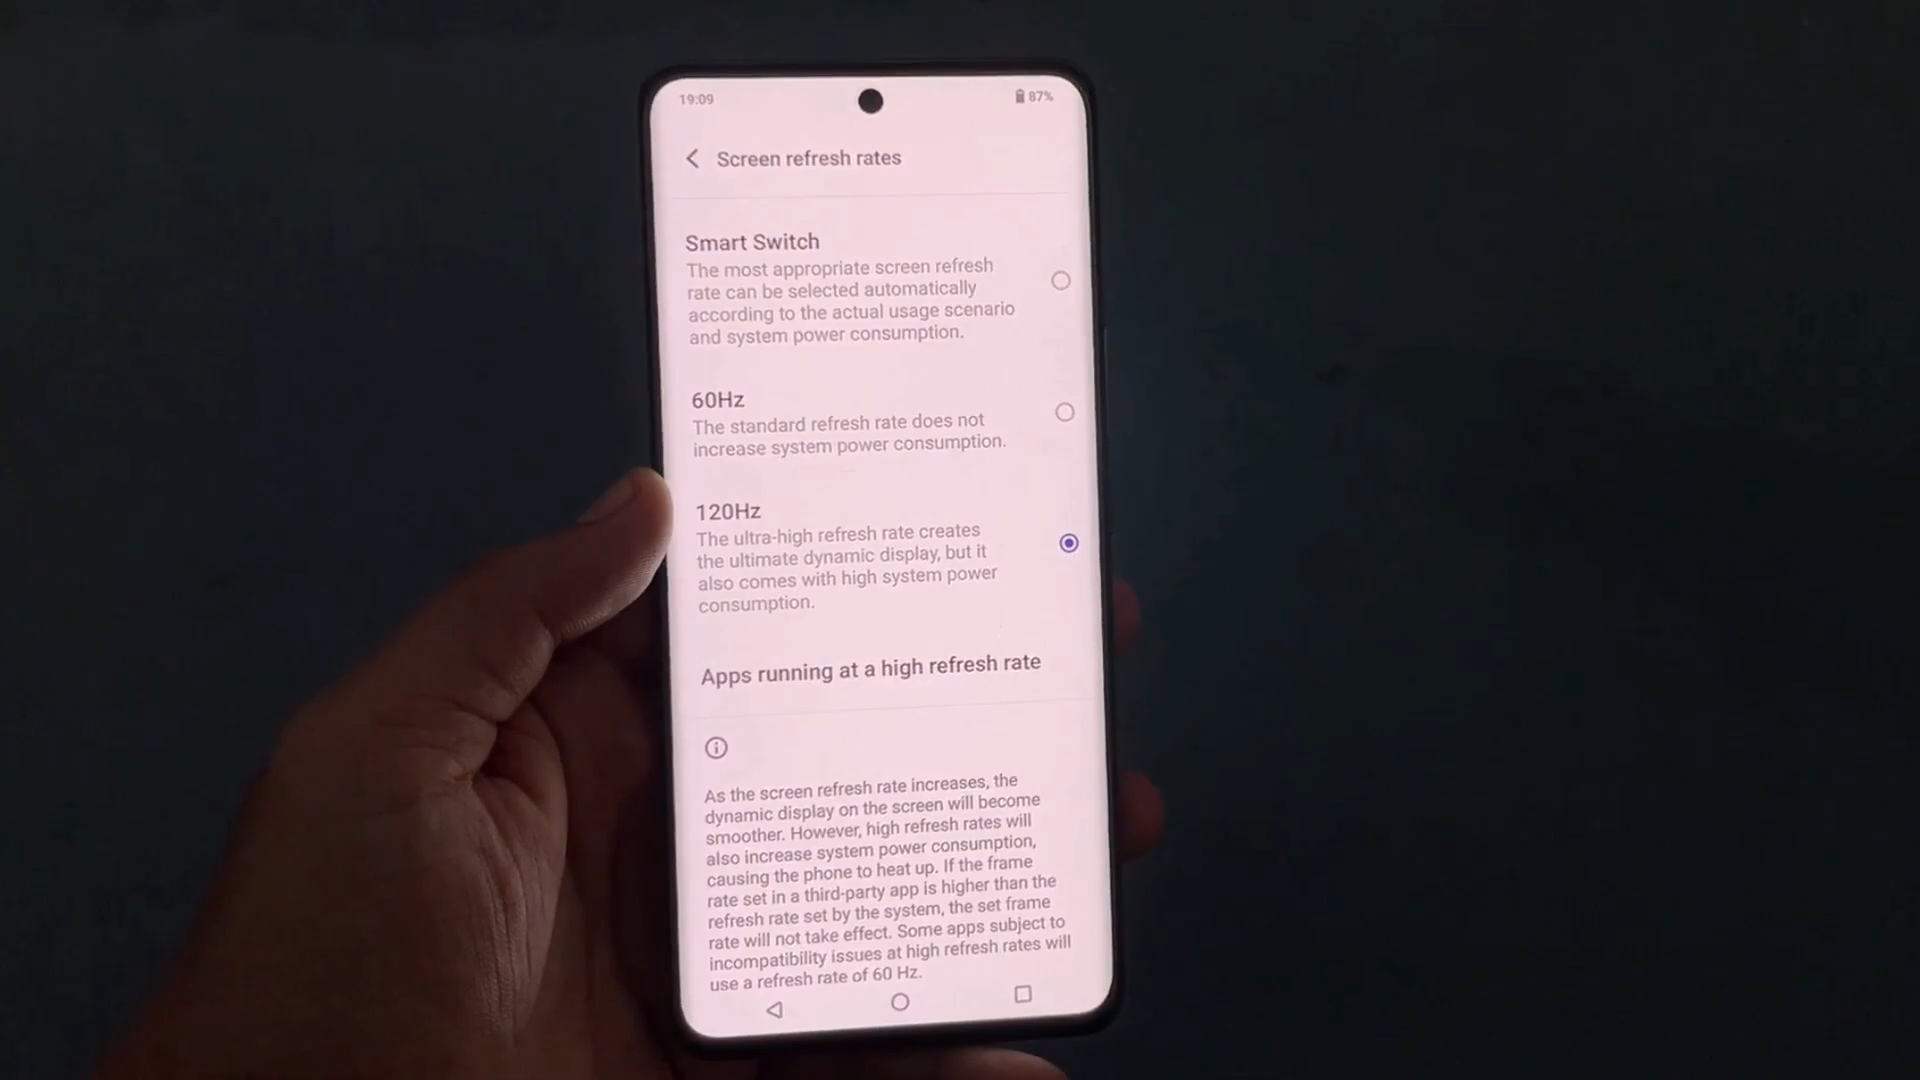 19:09
87%
Screen refresh rates
Smart Switch
The most appropriate screen refresh
rate can be selected automatically
according to the actual usage scenario
and system power consumption.
60Hz
The standard refresh rate does not
increase system power consumption.
120Hz
The ultra-high refresh rate creates
the ultimate dynamic display, but it
also comes with high system power
consumption.
Apps running at a high refresh rate
As the screen refresh rate increases, the
dynamic display on the screen will become
smoother. However, high refresh rates will
also increase system power consumption,
causing the phone to heat up. If the frame
rate set in a third-party app is higher than the
refresh rate set by the system, the set frame
rate will not take effect. Some apps subject to
incompatibility issues at high refresh rates will
use a refresh rate of 60 Hz.